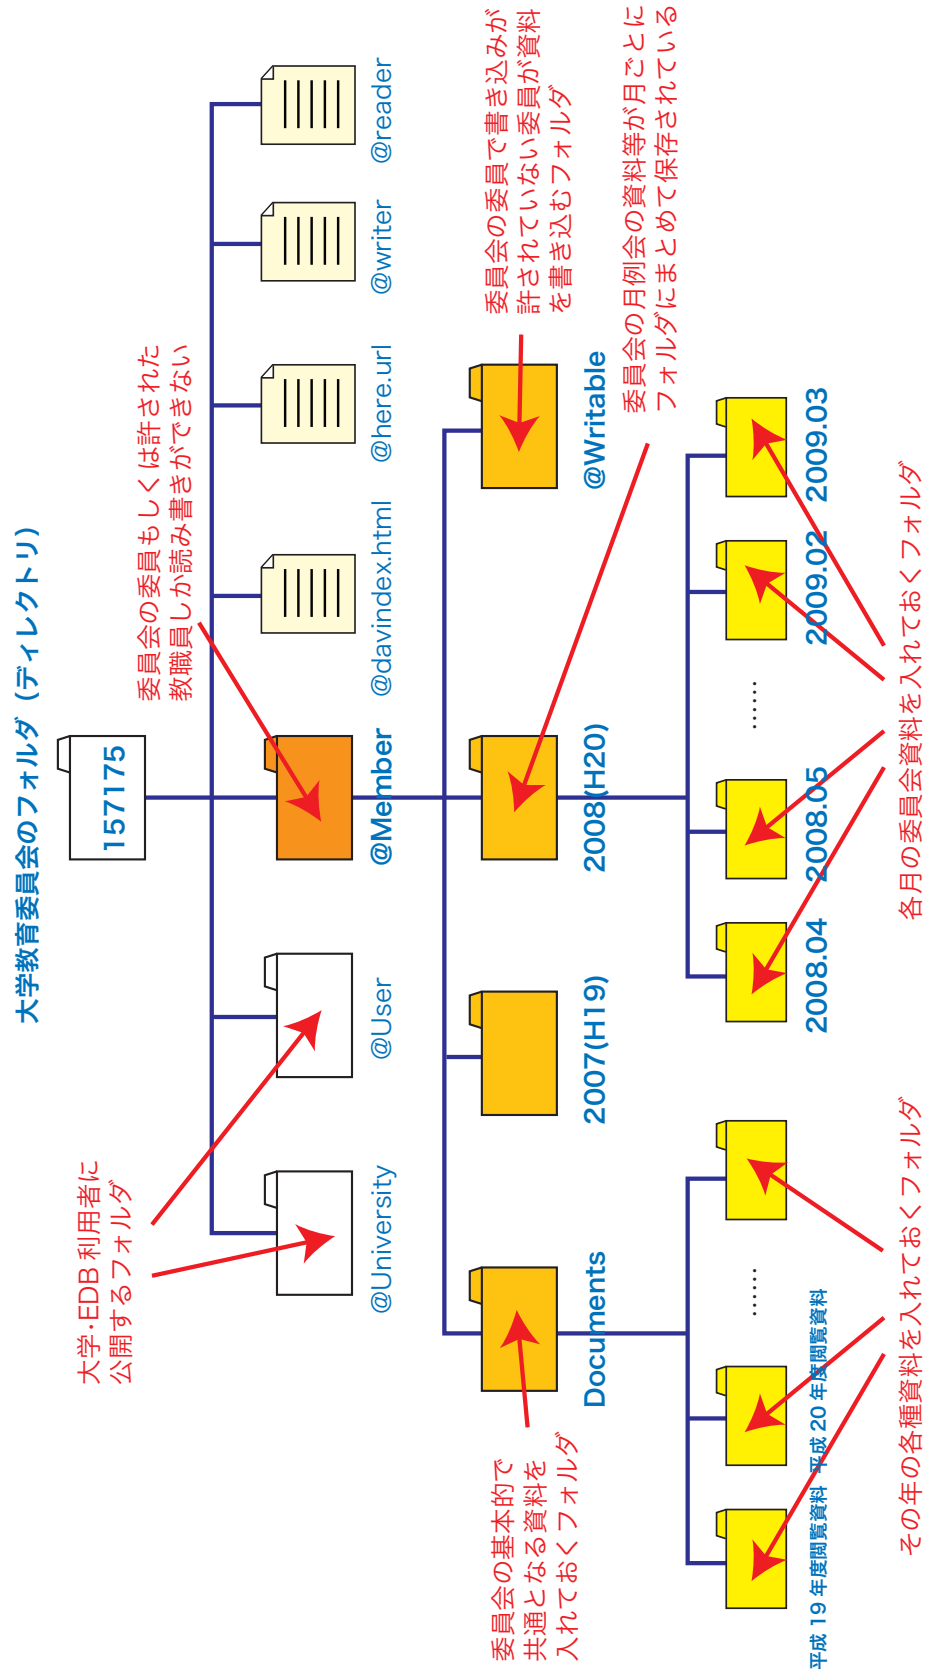 大学教育委員会のフォルダ（ディレクトリ）
157175
大学・EDB 利用者に
公開するフォルダ
委員会の委員もしくは許された
教職員しか読み書きができない
@University
@User
@Member
@davindex.html
@here.url
@writer
@reader
委員会の基本的で
共通となる資料を
入れておくフォルダ
委員会の委員で書き込みが
許されていない委員が資料
を書き込むフォルダ
Documents
2007(H19)
2008(H20)
@Writable
委員会の月例会の資料等が月ごとに
フォルダにまとめて保存されている
平成 19 年度閲覧資料
平成 20 年度閲覧資料
……
2008.04
2008.05
……
2009.02
2009.03
その年の各種資料を入れておくフォルダ
各月の委員会資料を入れておくフォルダ